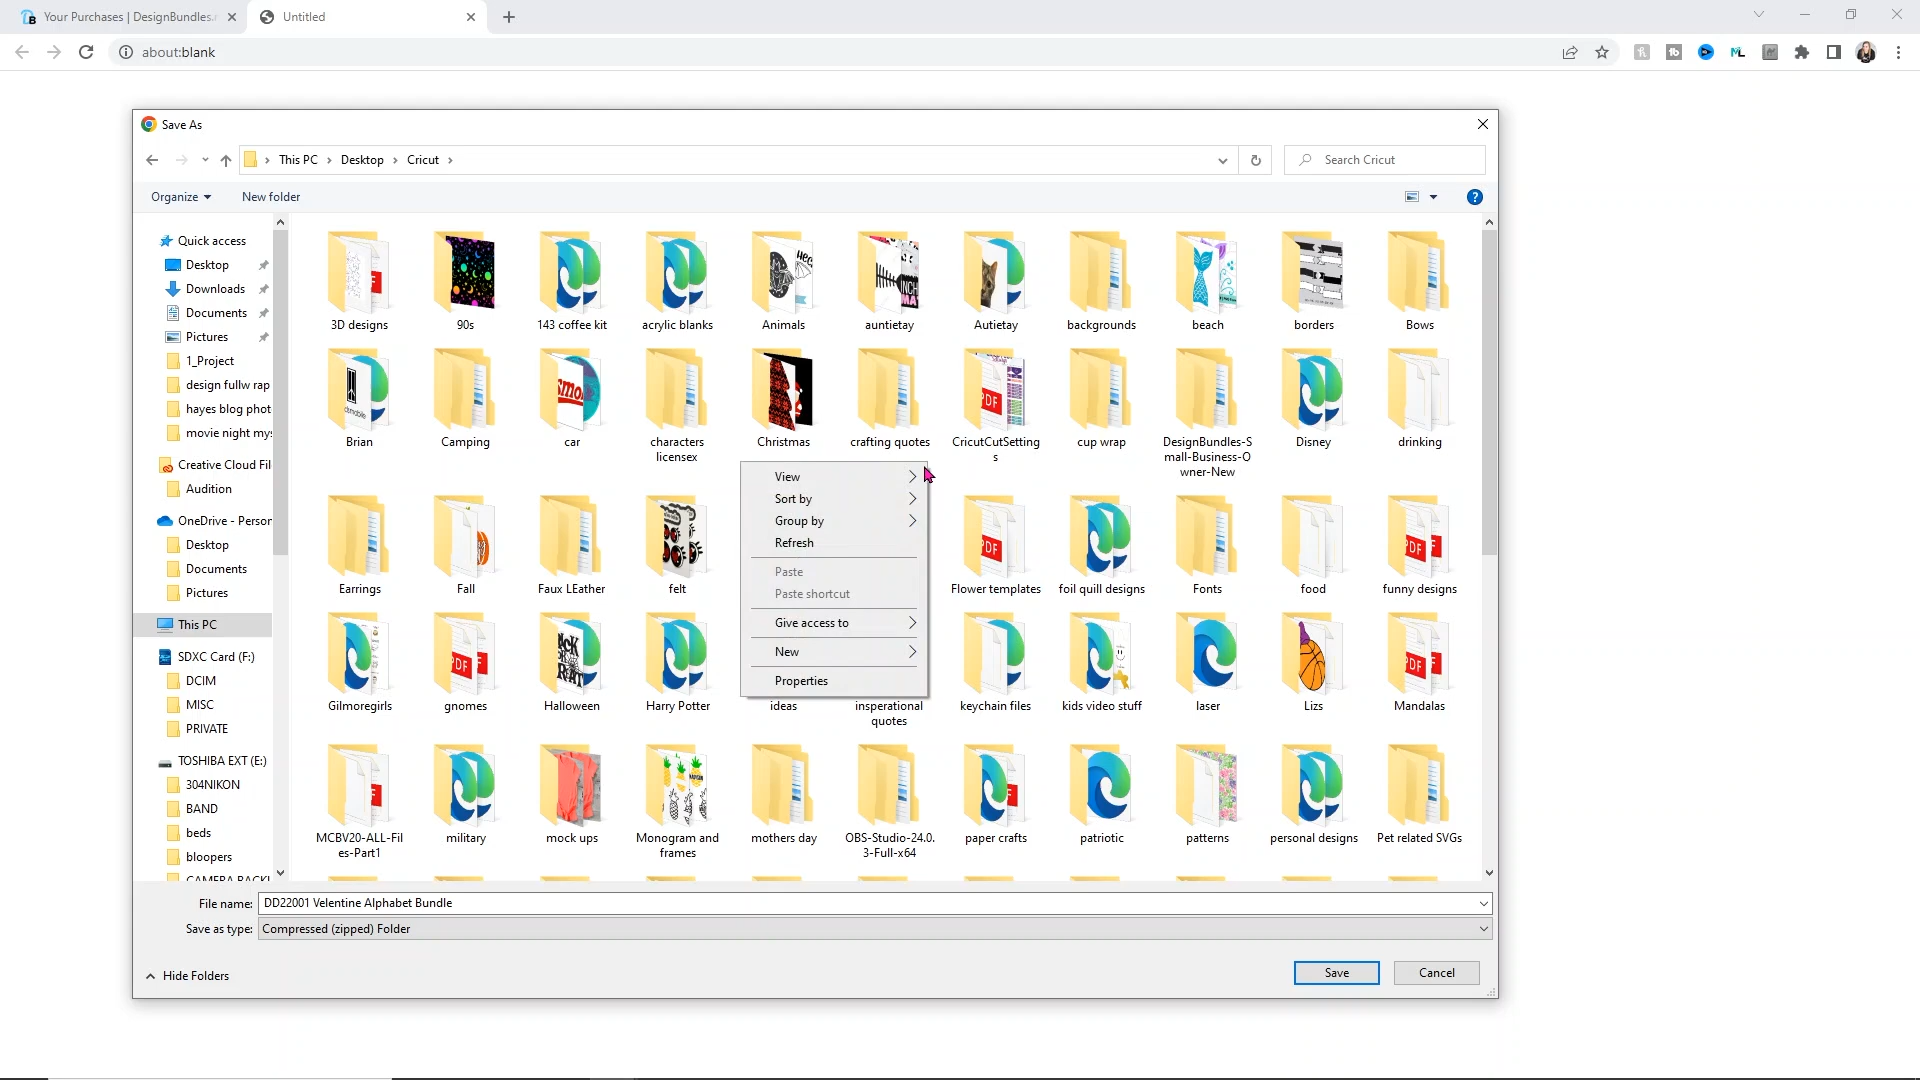 Your Purchases | DesignBundles.n
Untitled
about:blank
Save As
This PC
Desktop
Cricut
Search Cricut
Organize
New folder
Quick access
Desktop
Downloads
Documents
Pictures
1_Project
design fullw rap
hayes blog phot
movie night mys
Creative Cloud Fil
Audition
OneDrive - Person
Desktop
Documents
Pictures
This PC
SDXC Card (F:)
DCIM
MISC
PRIVATE
TOSHIBA EXT (E:)
304NIKON
BAND
beds
bloopers
3D designs
90s
143 coffee kit
acrylic blanks
Animals
auntietay
Autietay
backgrounds
beach
borders
Bows
Brian
Camping
car
characters
licensex
Christmas
crafting quotes
CricutCutSetting
s
cup wrap
DesignBundles-S
mall-Business-O
wner-New
Disney
drinking
Earrings
Fall
Faux LEather
felt
Flower templates
foil quill designs
Fonts
food
funny designs
Gilmoregirls
gnomes
Halloween
Harry Potter
ideas
insperational
quotes
keychain files
kids video stuff
laser
Lizs
Mandalas
MCBV20-ALL-Fil
es-Part1
military
mock ups
Monogram and
frames
mothers day
OBS-Studio-24.0.
3-Full-x64
paper crafts
patriotic
patterns
personal designs
Pet related SVGs
View
Sort by
Group by
Refresh
Paste
Paste shortcut
Give access to
New
Properties
File name:
DD22001 Velentine Alphabet Bundle
Save as type:
Compressed (zipped) Folder
Hide Folders
Save
Cancel